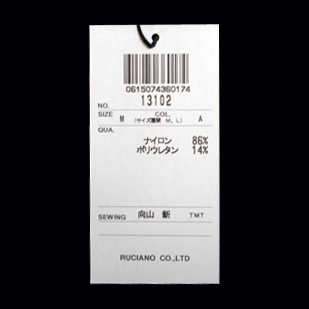 0615074360174
NO. 13102
SIZE M COL. A
(サイズ展開 M, L)
QUA.
ナイロン 86%
ポリウレタン 14%
SEWING 向山 新 TMT
RUCIANO CO.,LTD